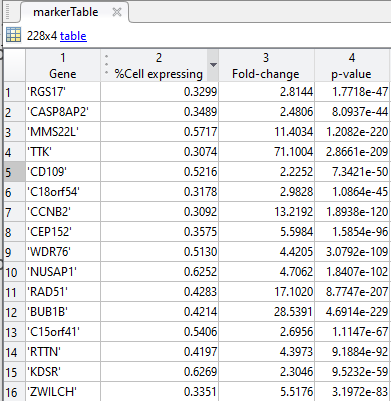 markerTable
228x4 table
1 2 3 4
Gene %Cell expressing Fold-change p-value
1 'RGS17' 0.3299 2.8144 1.7718e-47
2 'CASP8AP2' 0.3489 2.4806 8.0937e-44
3 'MMS22L' 0.5717 11.4034 1.2082e-220
4 'TTK' 0.3074 71.1004 2.8661e-209
5 'CD109' 0.5216 2.2252 7.3421e-50
6 'C18orf54' 0.3178 2.9828 1.0864e-45
7 'CCNB2' 0.3092 13.2192 1.8938e-120
8 'CEP152' 0.3575 5.5984 1.5854e-96
9 'WDR76' 0.5130 4.4205 3.0792e-109
10 'NUSAP1' 0.6252 4.7062 1.8407e-102
11 'RAD51' 0.4283 17.1020 8.7747e-207
12 'BUB1B' 0.4214 28.5391 4.6914e-229
13 'C15orf41' 0.5406 2.6956 1.1147e-67
14 'RTTN' 0.4197 4.3973 9.1884e-92
15 'KDSR' 0.6269 2.3046 9.5232e-59
16 'ZWILCH' 0.3351 5.5176 3.1972e-83